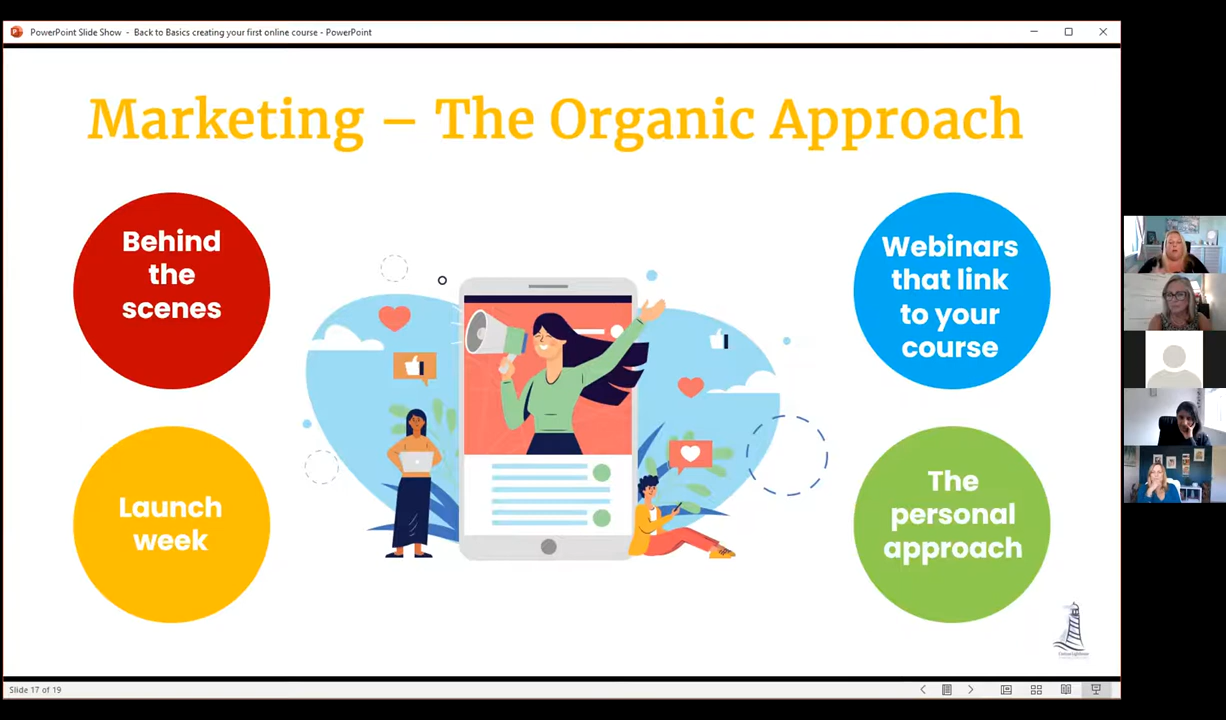 PowerPoint Slide Show - Back to Basics creating your first online course - PowerPoint
Marketing – The Organic Approach
Behind
the
scenes
Webinars
that link
to your
course
Launch
week
The
personal
approach
Slide 17 of 19